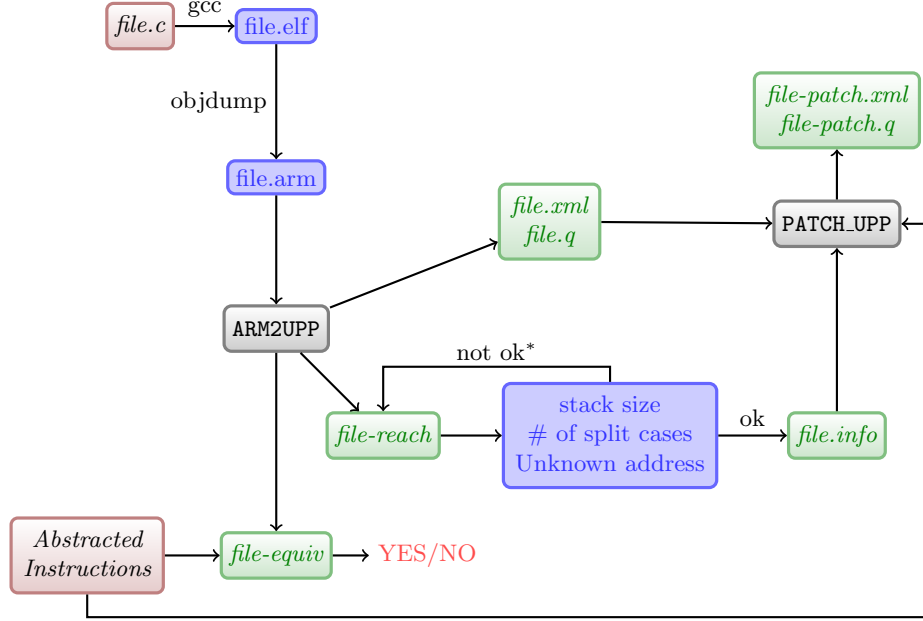 gcc
file.c
file.elf
objdump
file-patch.xml
file-patch.q
file.arm
file.xml
file.q
PATCH_UPP
ARM2UPP
not ok*
stack size
# of split cases
Unknown address
ok
file-reach
file.info
Abstracted
Instructions
file-equiv
YES/NO